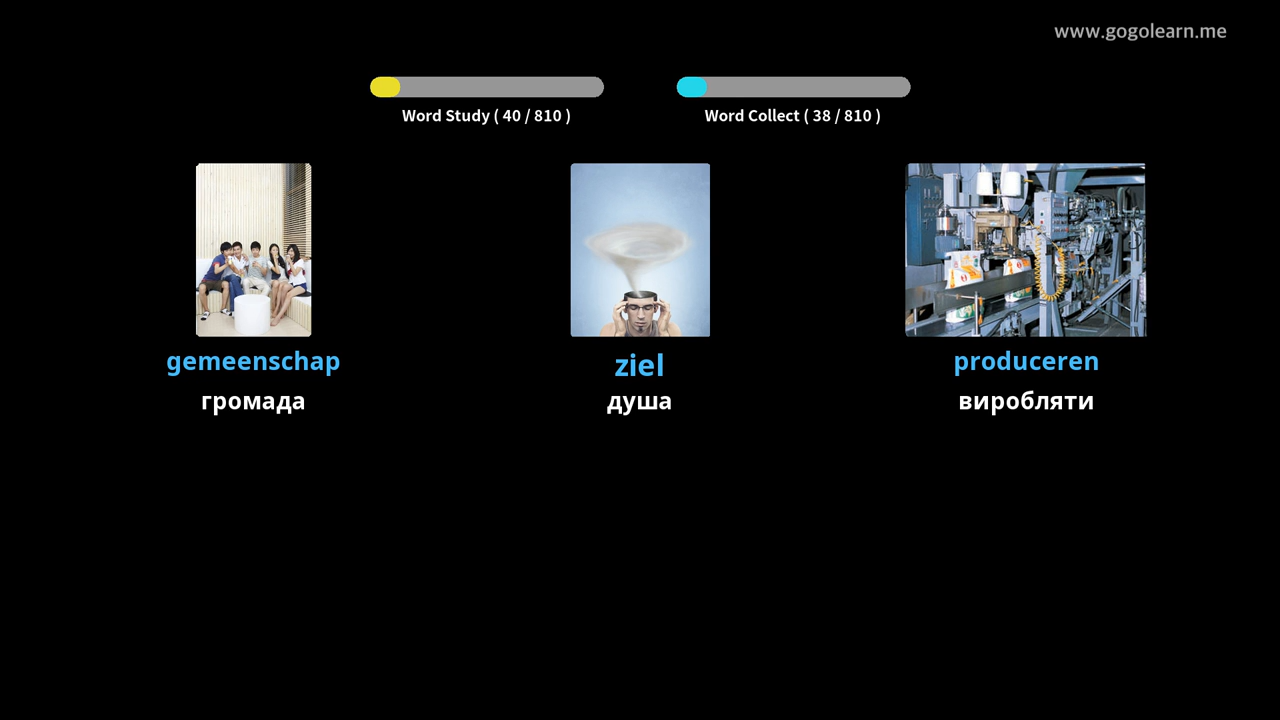 www.gogolearn.me
Word Study ( 40 / 810 )
Word Collect ( 38 / 810 )
gemeenschap
громада
ziel
душа
produceren
виробляти